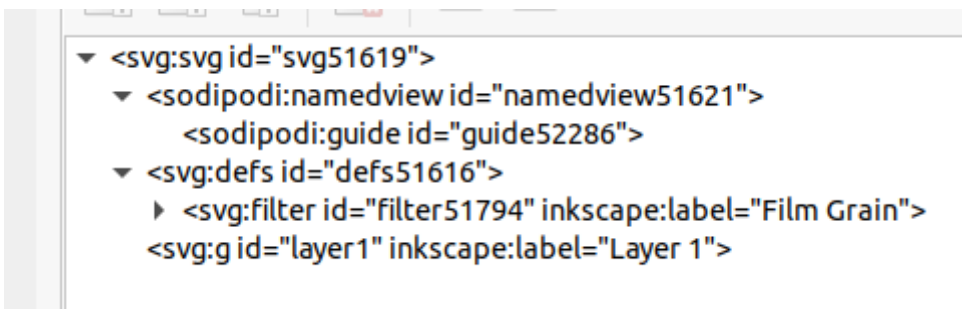 <svg:svg id="svg51619">
<sodipodi:namedview id="namedview51621">
<sodipodi:guide id="guide52286">
<svg:defs id="defs51616">
<svg:filter id="filter51794" inkscape:label="Film Grain">
<svg:g id="layer1" inkscape:label="Layer 1">